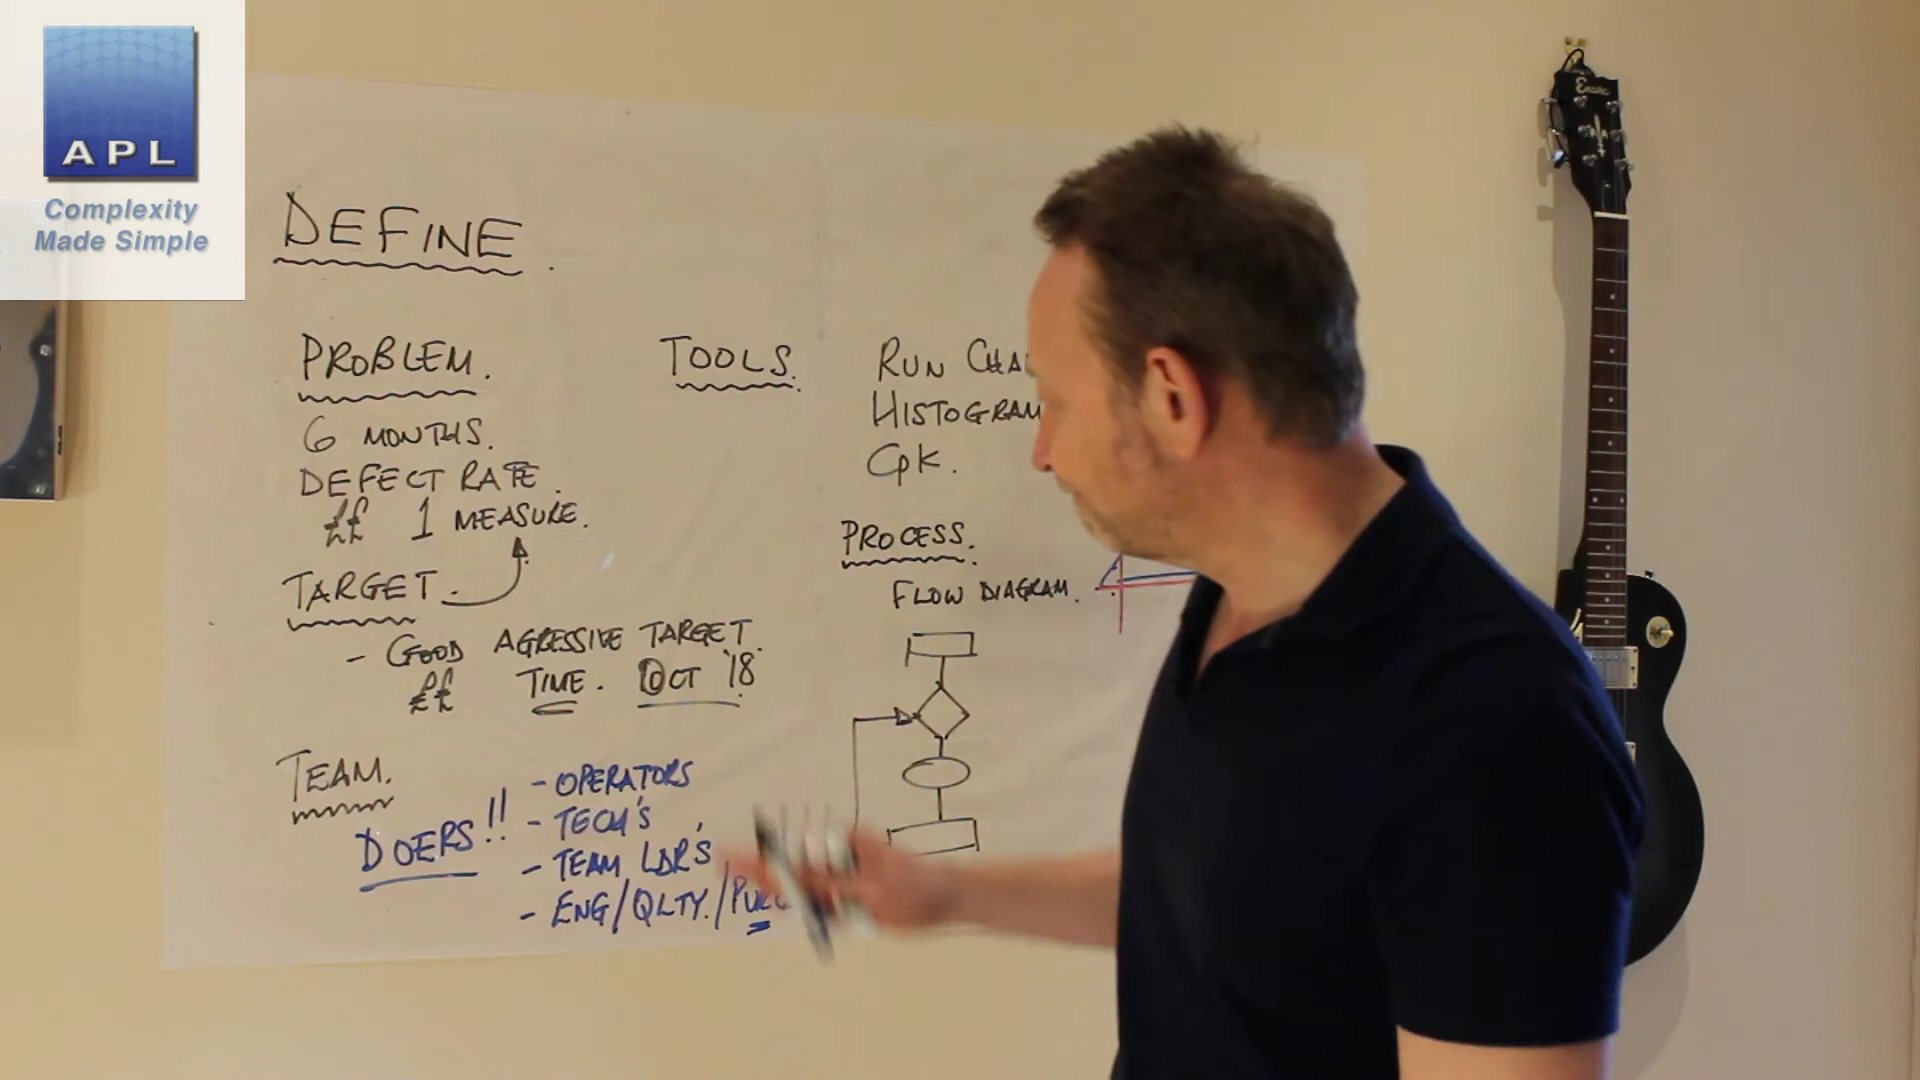 APL
Complexity
Made Simple
DEFINE.
PROBLEM.
6 MONTHS.
DEFECT RATE.
££ 1 MEASURE.
TARGET.
- GOOD AGRESSIVE TARGET.
££ TIME. OCT '18
TEAM.
DOERS!!
- OPERATORS
- TECH'S
- TEAM LDR'S
- ENG/QLTY./
TOOLS.
RUN
HISTOGRAM
CpK.
PROCESS.
FLOW DIAGRAM.